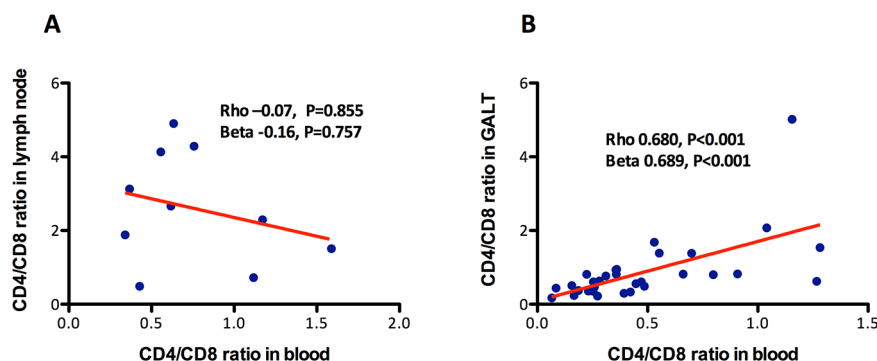 A
CD4/CD8 ratio in lymph node
6
4
2
0
Rho –0.07, P=0.855
Beta -0.16, P=0.757
0.0 0.5 1.0 1.5 2.0
CD4/CD8 ratio in blood
B
CD4/CD8 ratio in GALT
6
4
2
0
Rho 0.680, P<0.001
Beta 0.689, P<0.001
0.0 0.5 1.0 1.5
CD4/CD8 ratio in blood